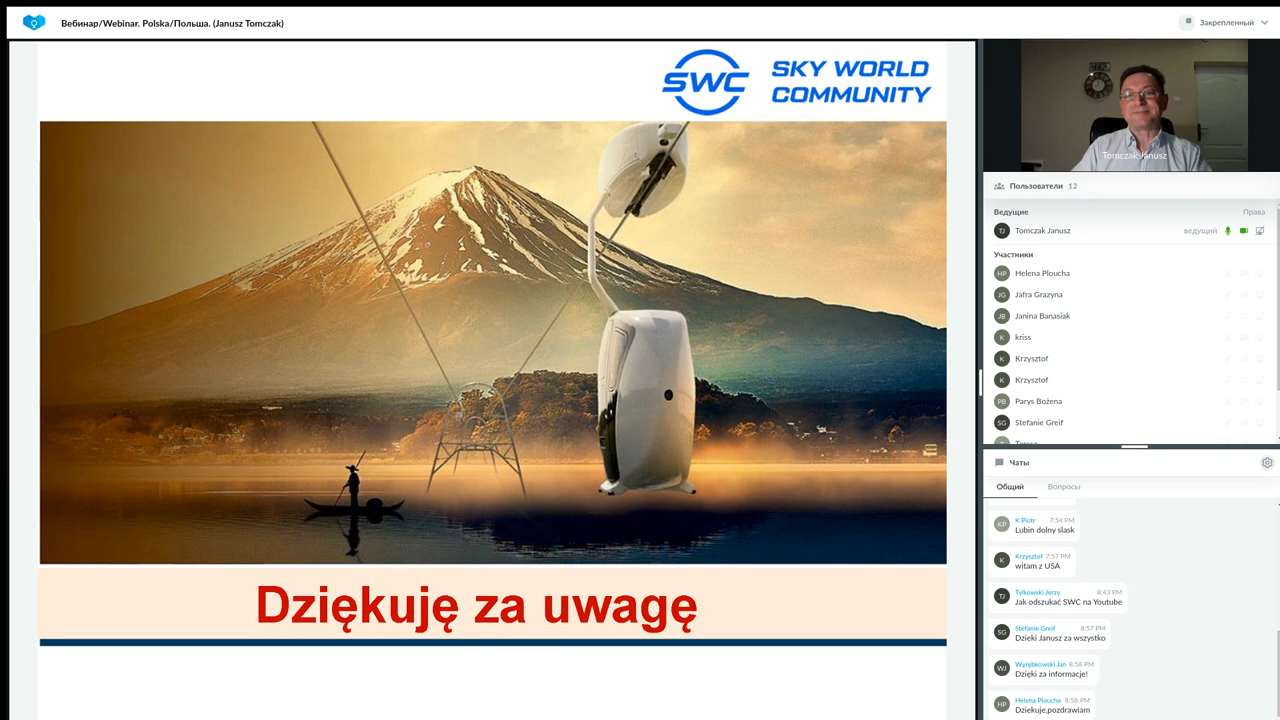 Вебинар/Webinar. Polska/Польша. (Janusz Tomczak)
Закрепленный
SWC
SKY WORLD
COMMUNITY
Dziękuję za uwagę
Tomczak Janusz
Пользователи 12
Ведущие Права
TJ Tomczak Janusz ведущий
Участники
HP Helena Ploucha
JG Jafra Grazyna
JB Janina Banasiak
K kriss
K Krzysztof
K Krzysztof
PB Parys Bożena
SG Stefanie Greif
Чаты
Общий Вопросы
KP K Piotr 7:54 PM
Lubin dolny slask
K Krzysztof 7:57 PM
witam z USA
TJ Tylkowski Jerzy 8:43 PM
Jak odszukać SWC na Youtube
SG Stefanie Greif 8:57 PM
Dzieki Janusz za wszystko
WJ Wyrębkowski Jan 8:58 PM
Dzięki za informacje!
HP Helena Ploucha 8:58 PM
Dziekuje,pozdrawiam